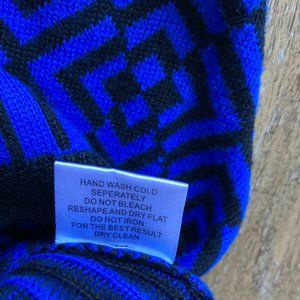 HAND WASH COLD
SEPERATELY
DO NOT BLEACH
RESHAPE AND DRY FLAT
DO NOT IRON
FOR THE BEST RESULT
DRY CLEAN